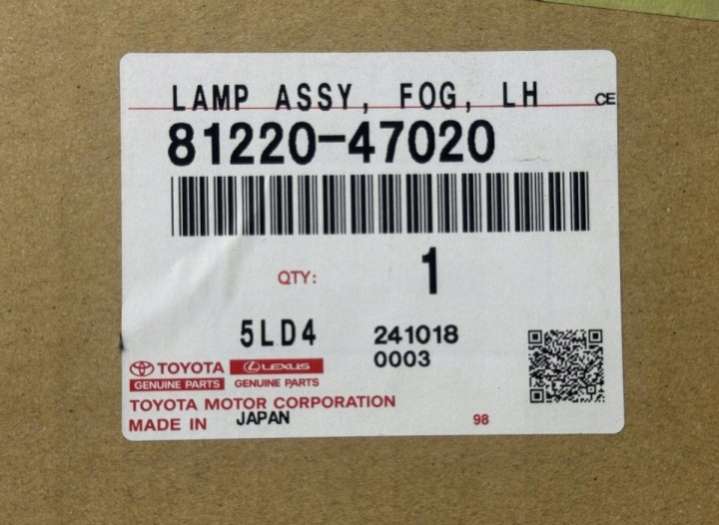 LAMP ASSY, FOG, LH CE
81220-47020
QTY: 1
5LD4 241018
0003
TOYOTA LEXUS
GENUINE PARTS GENUINE PARTS
TOYOTA MOTOR CORPORATION
MADE IN JAPAN 98